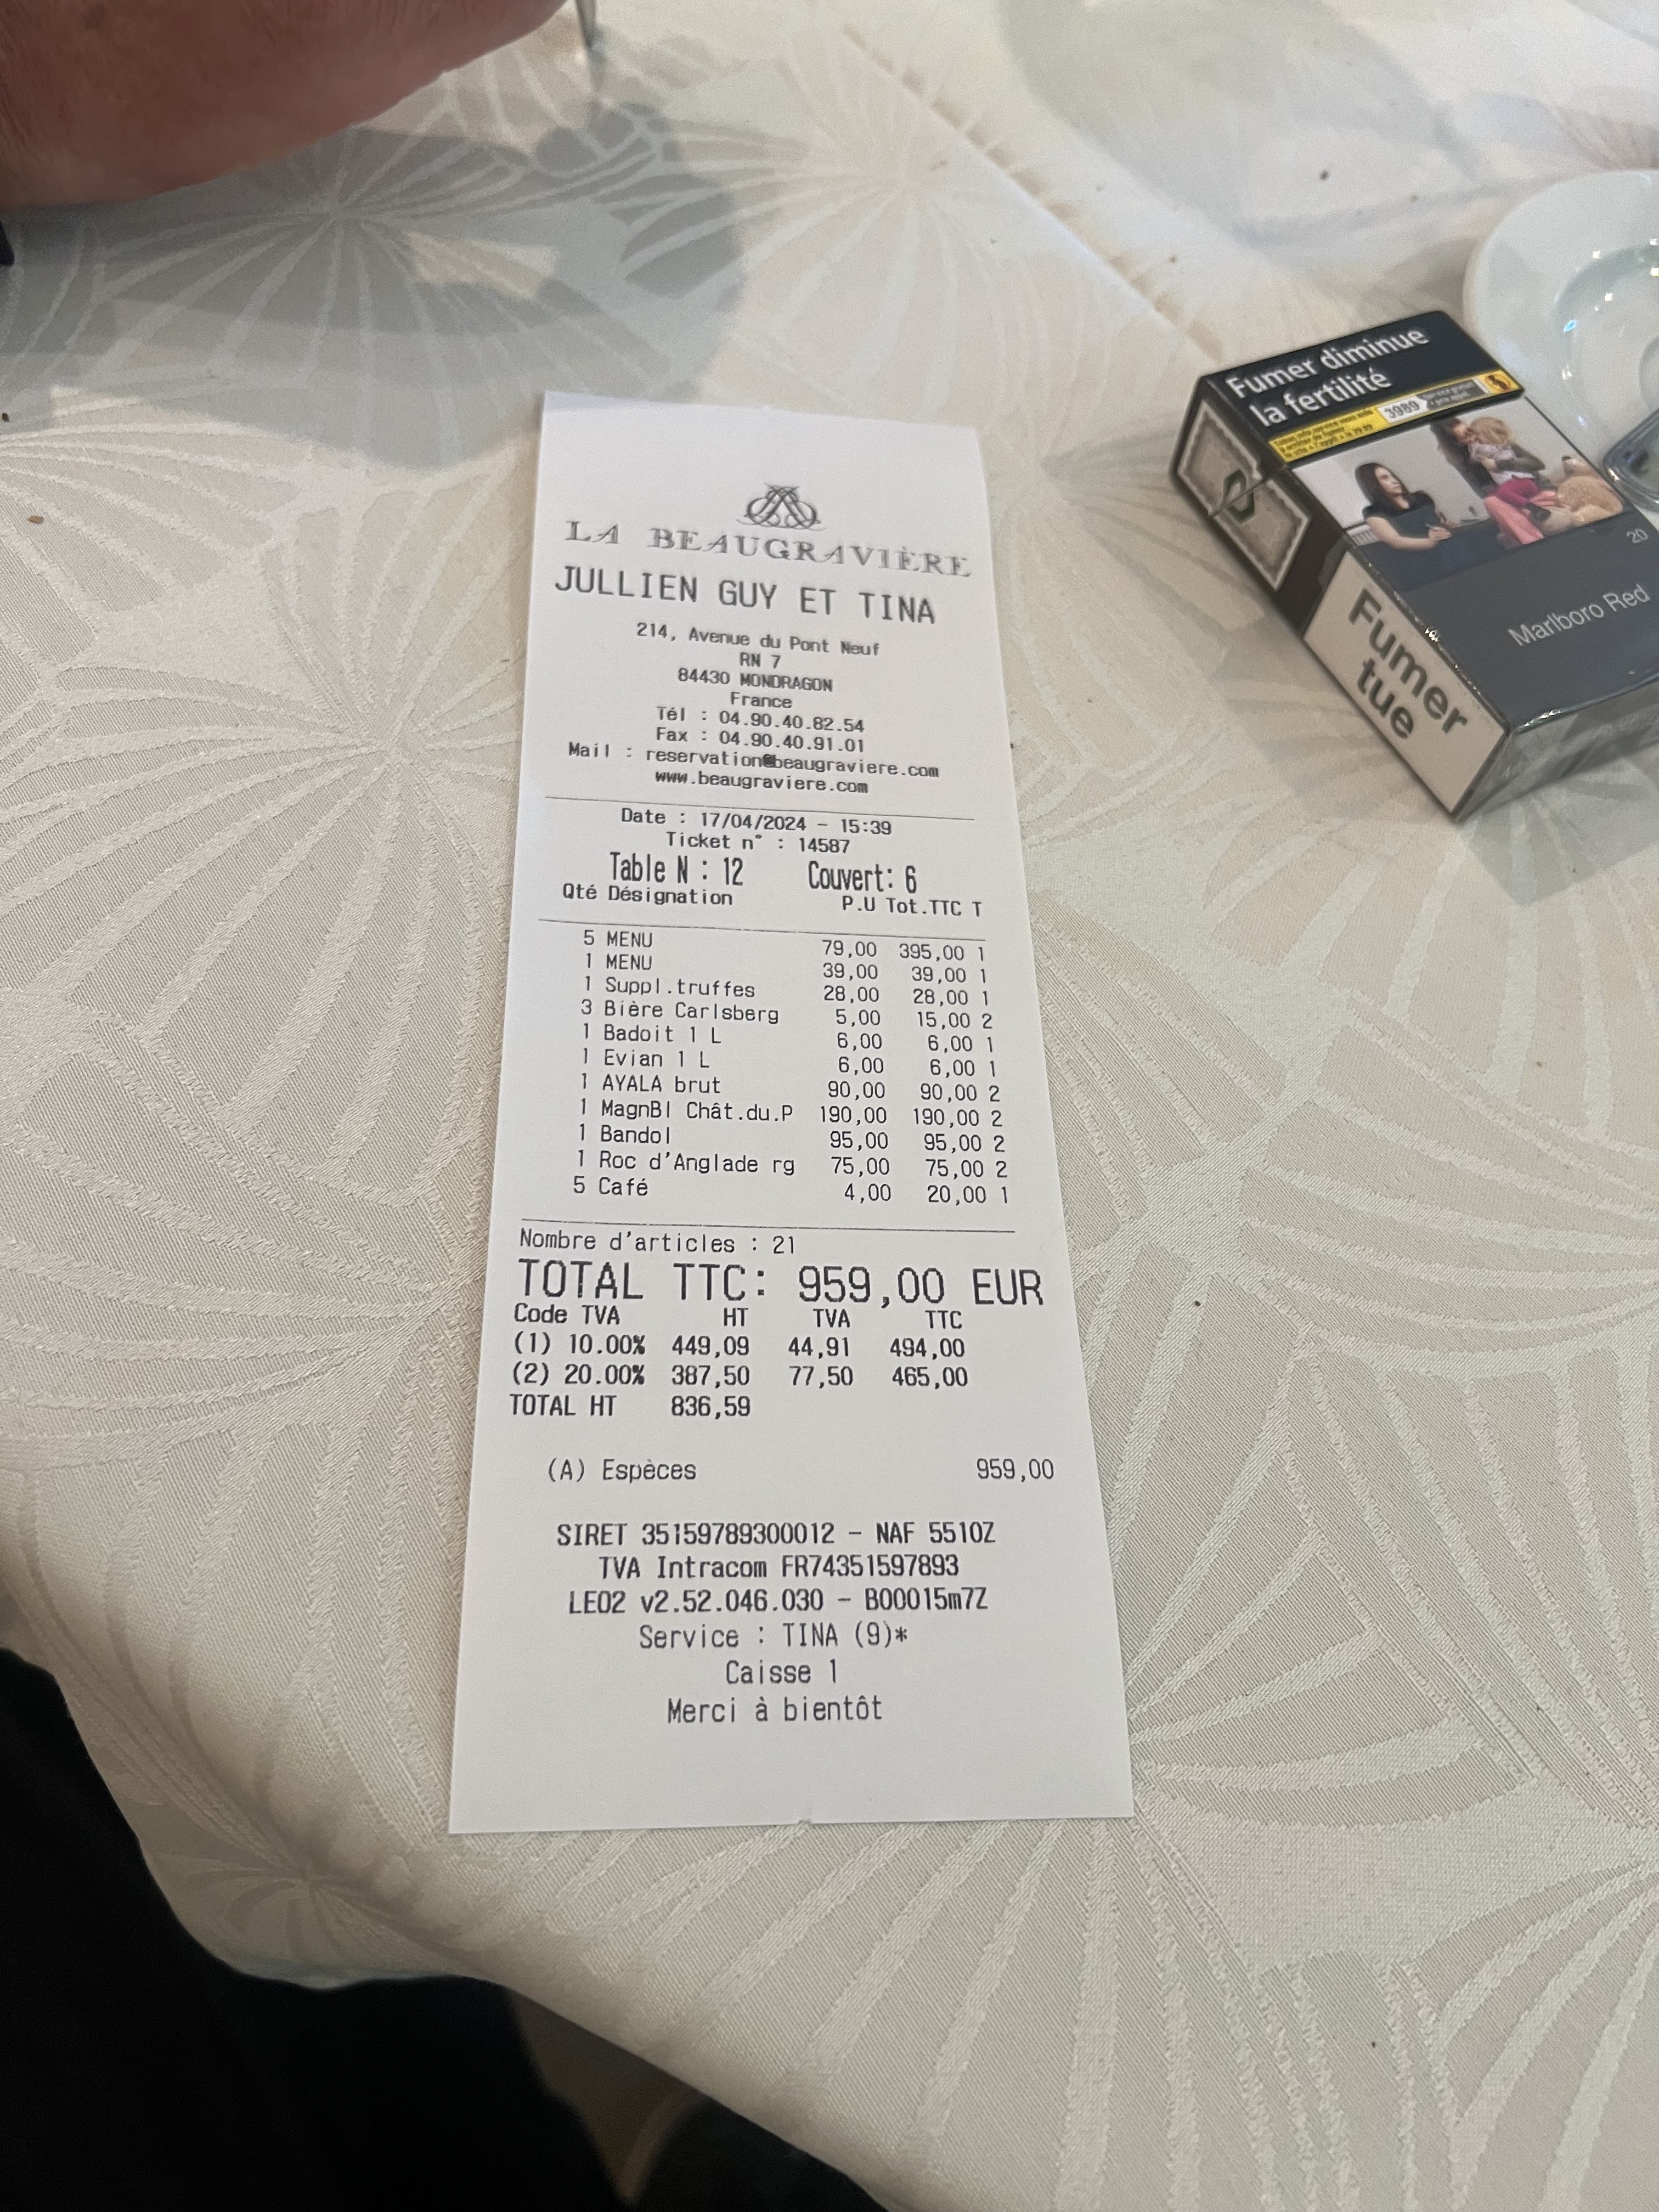 LA BEAUGRAVIÈRE
JULLIEN GUY ET TINA
214, Avenue du Pont Neuf
RN 7
84430 MONDRAGON
France
Tél : 04.90.40.82.54
Fax : 04.90.40.91.01
Mail : reservation@beaugraviere.com
www.beaugraviere.com
Date : 17/04/2024 - 15:39
Ticket n° : 14587
Table N : 12 Couvert: 6
Qté Désignation P.U Tot.TTC T
5 MENU 79,00 395,00 1
1 MENU 39,00 39,00 1
1 Suppl.truffes 28,00 28,00 1
3 Bière Carlsberg 5,00 15,00 2
1 Badoit 1 L 6,00 6,00 1
1 Evian 1 L 6,00 6,00 1
1 AYALA brut 90,00 90,00 2
1 MagnBl Chât.du.P 190,00 190,00 2
1 Bandol 95,00 95,00 2
1 Roc d'Anglade rg 75,00 75,00 2
5 Café 4,00 20,00 1
Nombre d'articles : 21
TOTAL TTC: 959,00 EUR
Code TVA HT TVA TTC
(1) 10.00% 449,09 44,91 494,00
(2) 20.00% 387,50 77,50 465,00
TOTAL HT 836,59
(A) Espèces 959,00
SIRET 35159789300012 - NAF 5510Z
TVA Intracom FR74351597893
LEO2 v2.52.046.030 - B00015m7Z
Service : TINA (9)*
Caisse 1
Merci à bientôt
Fumer diminue
la fertilité
3989
20
Marlboro Red
Fumer
tue